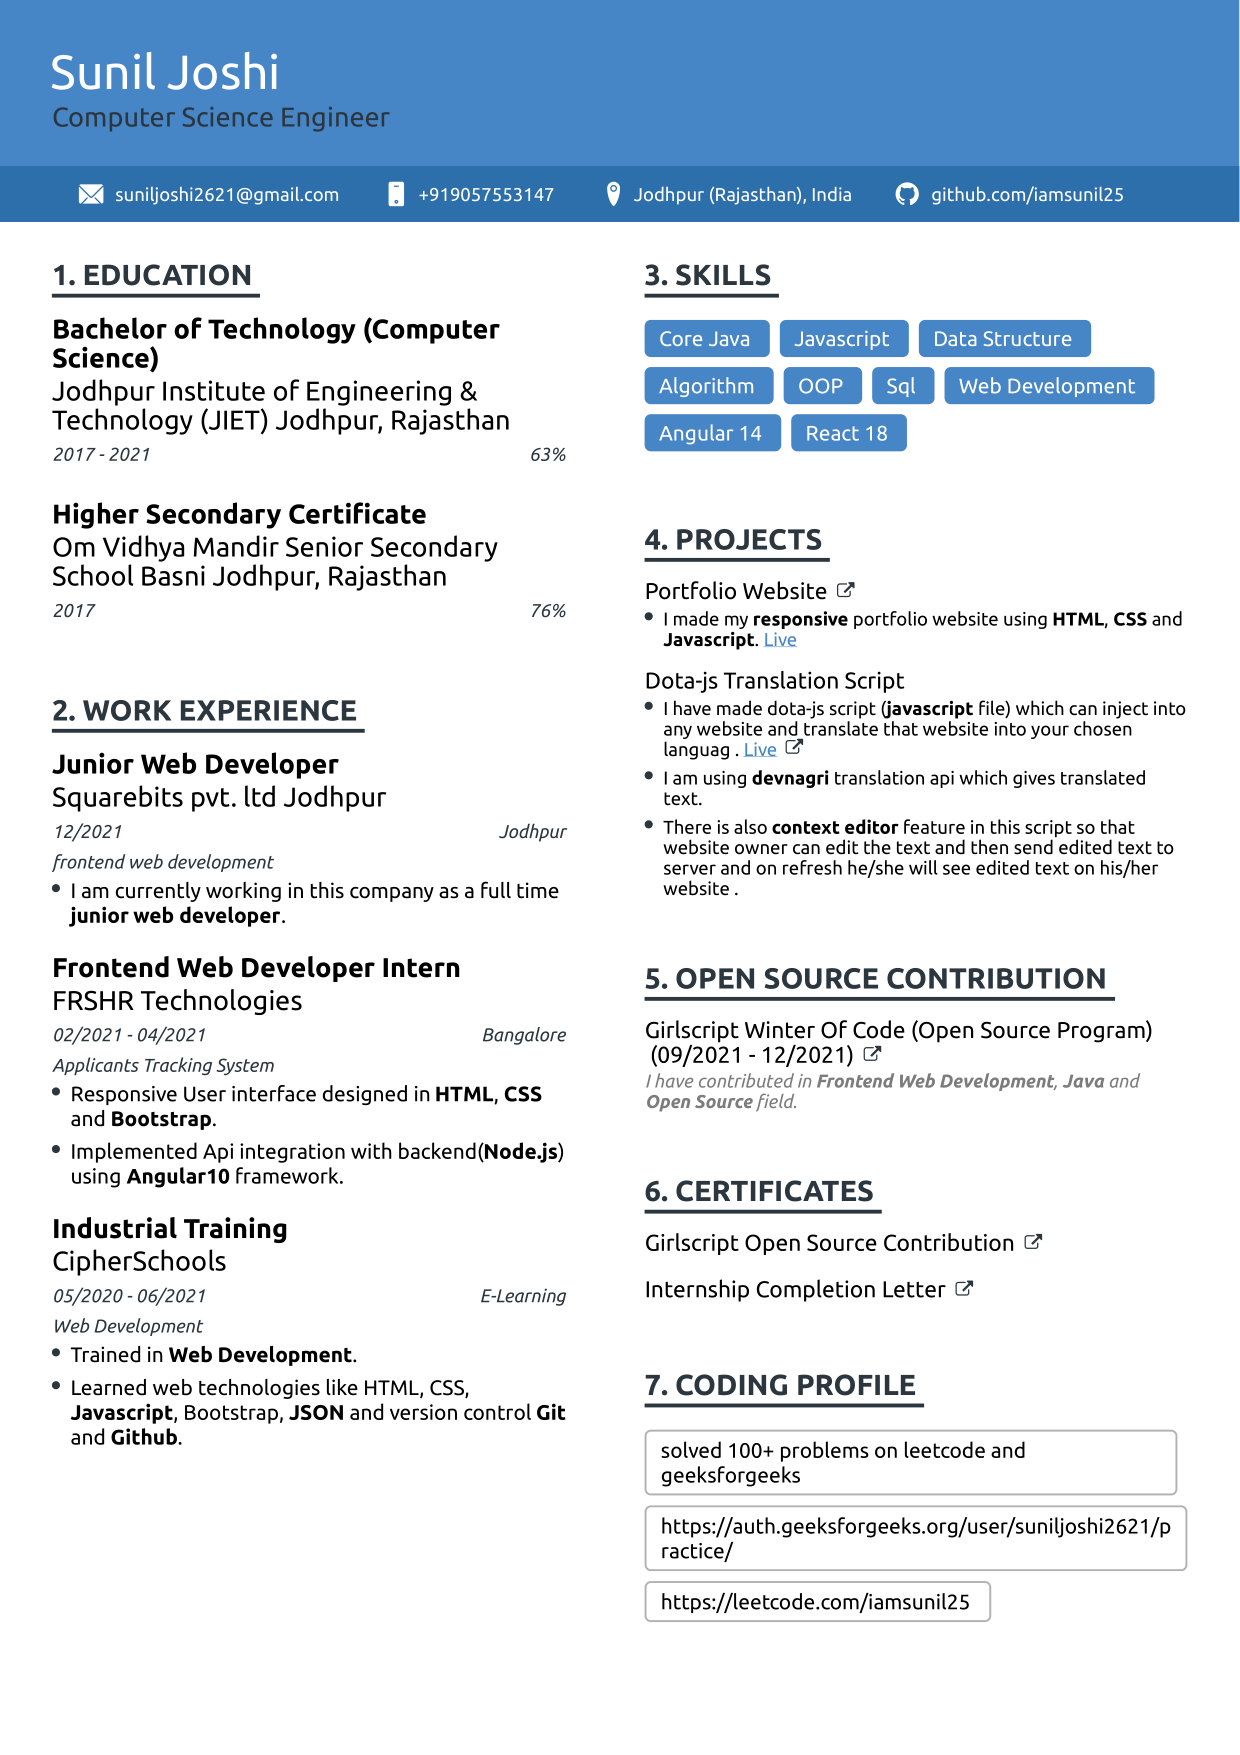 Sunil Joshi
Computer Science Engineer
suniljoshi2621@gmail.com
+919057553147
Jodhpur (Rajasthan), India
github.com/iamsunil25
1. EDUCATION
Bachelor of Technology (Computer
Science)
Jodhpur Institute of Engineering &
Technology (JIET) Jodhpur, Rajasthan
2017 - 2021 63%
Higher Secondary Certificate
Om Vidhya Mandir Senior Secondary
School Basni Jodhpur, Rajasthan
2017 76%
2. WORK EXPERIENCE
Junior Web Developer
Squarebits pvt. ltd Jodhpur
12/2021 Jodhpur
frontend web development
I am currently working in this company as a full time
junior web developer.
Frontend Web Developer Intern
FRSHR Technologies
02/2021 - 04/2021 Bangalore
Applicants Tracking System
Responsive User interface designed in HTML, CSS
and Bootstrap.
Implemented Api integration with backend(Node.js)
using Angular10 framework.
Industrial Training
CipherSchools
05/2020 - 06/2021 E-Learning
Web Development
Trained in Web Development.
Learned web technologies like HTML, CSS,
Javascript, Bootstrap, JSON and version control Git
and Github.
3. SKILLS
Core Java Javascript Data Structure
Algorithm OOP Sql Web Development
Angular 14 React 18
4. PROJECTS
Portfolio Website
I made my responsive portfolio website using HTML, CSS and
Javascript. Live
Dota-js Translation Script
I have made dota-js script (javascript file) which can inject into
any website and translate that website into your chosen
languag . Live
I am using devnagri translation api which gives translated
text.
There is also context editor feature in this script so that
website owner can edit the text and then send edited text to
server and on refresh he/she will see edited text on his/her
website .
5. OPEN SOURCE CONTRIBUTION
Girlscript Winter Of Code (Open Source Program)
(09/2021 - 12/2021)
I have contributed in Frontend Web Development, Java and
Open Source field.
6. CERTIFICATES
Girlscript Open Source Contribution
Internship Completion Letter
7. CODING PROFILE
solved 100+ problems on leetcode and
geeksforgeeks
https://auth.geeksforgeeks.org/user/suniljoshi2621/p
ractice/
https://leetcode.com/iamsunil25